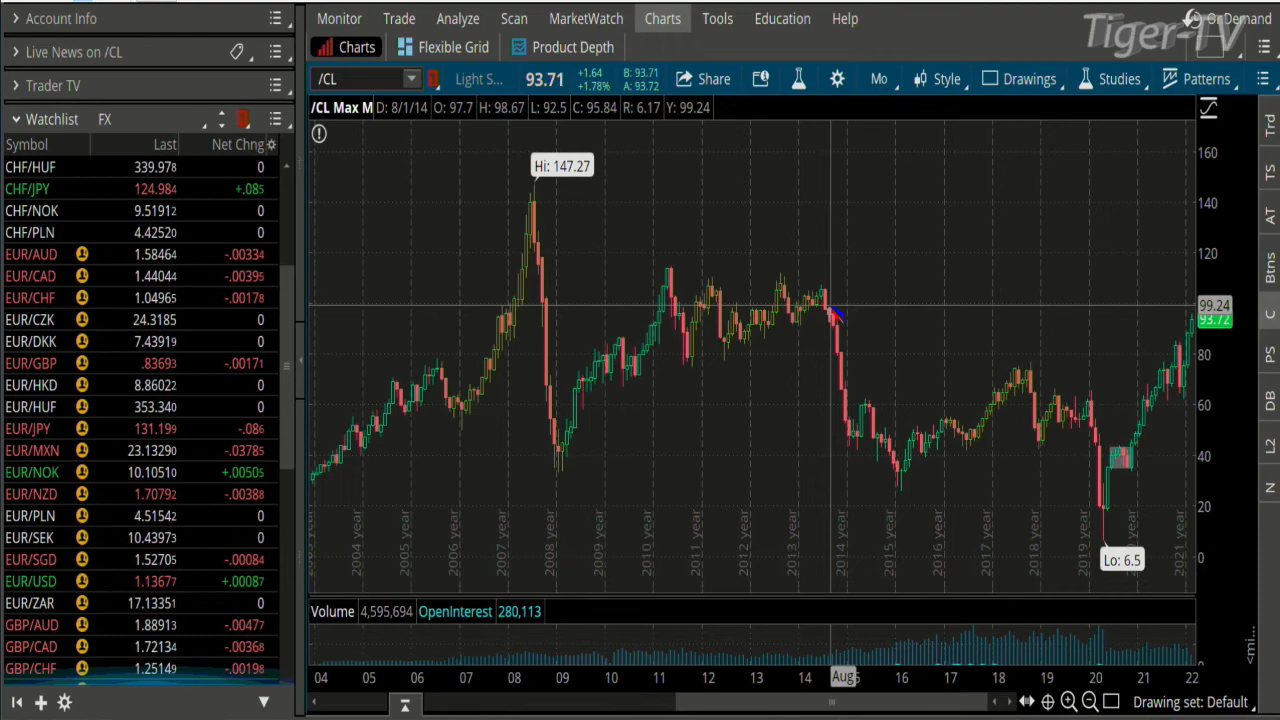 Account Info
Live News on /CL
Trader TV
Watchlist FX
Symbol Last Net Chng
CHF/HUF 339.978 0
CHF/JPY 124.984 +.085
CHF/NOK 9.51912 0
CHF/PLN 4.42520 0
EUR/AUD 1.58464 -.00334
EUR/CAD 1.44044 -.00395
EUR/CHF 1.04965 -.00178
EUR/CZK 24.3185 0
EUR/DKK 7.43919 0
EUR/GBP .83693 -.00171
EUR/HKD 8.86022 0
EUR/HUF 353.340 0
EUR/JPY 131.199 -.086
EUR/MXN 23.13290 -.03785
EUR/NOK 10.10510 +.00505
EUR/NZD 1.70792 -.00388
EUR/PLN 4.51542 0
EUR/SEK 10.43973 0
EUR/SGD 1.52705 -.00084
EUR/USD 1.13677 +.00087
EUR/ZAR 17.13351 0
GBP/AUD 1.88913 -.00477
GBP/CAD 1.72134 -.00368
GBP/CHF 1.25149 -.00198
Monitor Trade Analyze Scan MarketWatch Charts Tools Education Help
OnDemand
Tiger-TV
Charts Flexible Grid Product Depth
/CL Light S... 93.71 +1.64 +1.78% B: 93.71 A: 93.72 Share Mo Style Drawings Studies Patterns
/CL Max M D: 8/1/14 O: 97.7 H: 98.67 L: 92.5 C: 95.84 R: 6.17 Y: 99.24
Hi: 147.27
160
140
120
99.24
93.72
80
60
40
20
0
Lo: 6.5
2004 year 2005 year 2006 year 2007 year 2008 year 2009 year 2010 year 2011 year 2012 year 2013 year 2014 year 2015 year 2016 year 2017 year 2018 year 2019 year 2020 year 2021 year
Volume 4,595,694 OpenInterest 280,113
<mi...
04 05 06 07 08 09 10 11 12 13 14 Aug 16 17 18 19 20 21 22
Drawing set: Default
Trd
TS
AT
Btns
C
PS
DB
L2
N